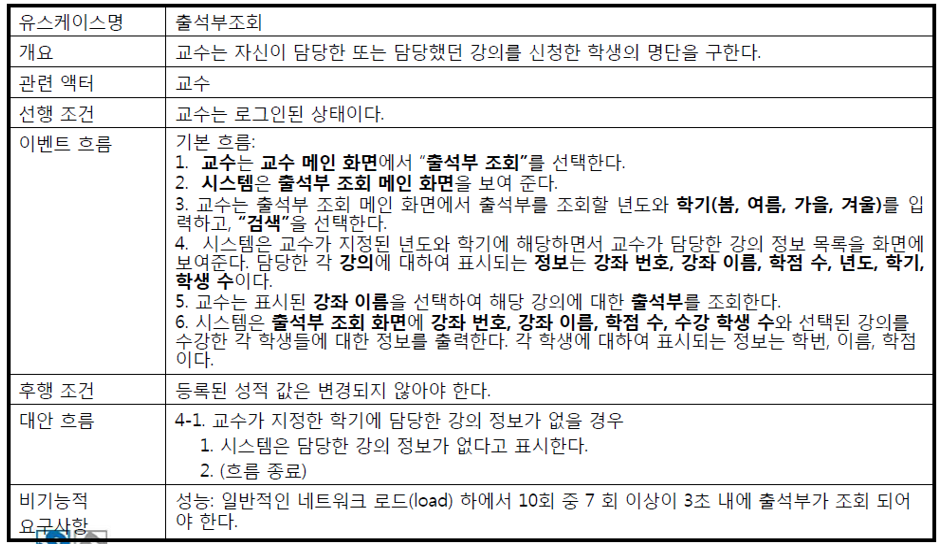 유스케이스명 출석부조회
개요 교수는 자신이 담당한 또는 담당했던 강의를 신청한 학생의 명단을 구한다.
관련 액터 교수
선행 조건 교수는 로그인된 상태이다.
이벤트 흐름 기본 흐름:
1. 교수는 교수 메인 화면에서 “출석부 조회”를 선택한다.
2. 시스템은 출석부 조회 메인 화면을 보여 준다.
3. 교수는 출석부 조회 메인 화면에서 출석부를 조회할 년도와 학기(봄, 여름, 가을, 겨울)를 입
력하고, “검색”을 선택한다.
4. 시스템은 교수가 지정된 년도와 학기에 해당하면서 교수가 담당한 강의 정보 목록을 화면에
보여준다. 담당한 각 강의에 대하여 표시되는 정보는 강좌 번호, 강좌 이름, 학점 수, 년도, 학기,
학생 수이다.
5. 교수는 표시된 강좌 이름을 선택하여 해당 강의에 대한 출석부를 조회한다.
6. 시스템은 출석부 조회 화면에 강좌 번호, 강좌 이름, 학점 수, 수강 학생 수와 선택된 강의를
수강한 각 학생들에 대한 정보를 출력한다. 각 학생에 대하여 표시되는 정보는 학번, 이름, 학점
이다.
후행 조건 등록된 성적 값은 변경되지 않아야 한다.
대안 흐름 4-1. 교수가 지정한 학기에 담당한 강의 정보가 없을 경우
1. 시스템은 담당한 강의 정보가 없다고 표시한다.
2. (흐름 종료)
비기능적 성능: 일반적인 네트워크 로드(load) 하에서 10회 중 7 회 이상이 3초 내에 출석부가 조회 되어
요구사항 야 한다.